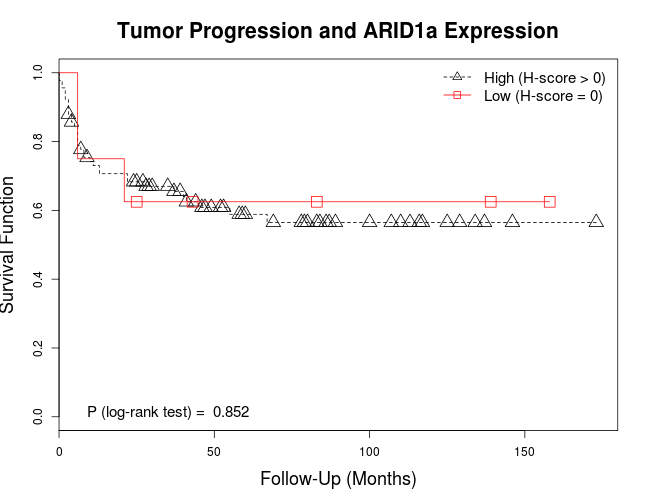 Tumor Progression and ARID1a Expression
High (H-score > 0)
Low (H-score = 0)
Survival Function
1.0
0.8
0.6
0.4
0.2
0.0
P (log-rank test) = 0.852
0 50 100 150
Follow-Up (Months)